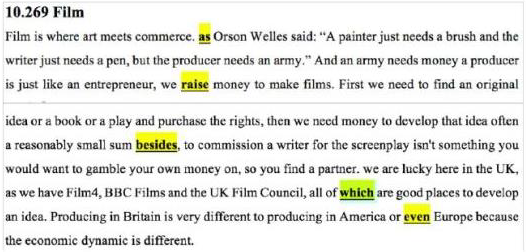 10.269 Film
Film is where art meets commerce. as Orson Welles said: “A painter just needs a brush and the
writer just needs a pen, but the producer needs an army.” And an army needs money a producer
is just like an entrepreneur, we raise money to make films. First we need to find an original
idea or a book or a play and purchase the rights, then we need money to develop that idea often
a reasonably small sum besides, to commission a writer for the screenplay isn't something you
would want to gamble your own money on, so you find a partner. we are lucky here in the UK,
as we have Film4, BBC Films and the UK Film Council, all of which are good places to develop
an idea. Producing in Britain is very different to producing in America or even Europe because
the economic dynamic is different.